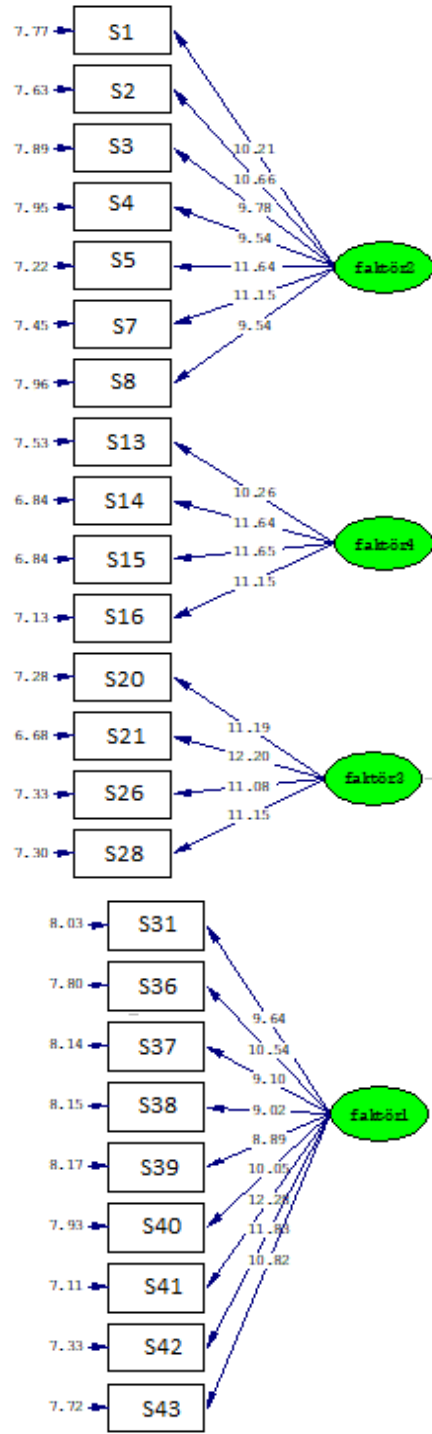 7.77 S1
7.63 S2
7.89 S3
10.21
10.66
9.78
7.95 S4
9.54
7.22 S5
11.64
faktör2
11.15
7.45 S7
9.54
7.96 S8
7.53 S13
10.26
6.84 S14
11.64
6.84 S15
11.65
faktör4
11.15
7.13 S16
7.28 S20
11.19
6.68 S21
12.20
faktör3
7.33 S26
11.08
11.15
7.30 S28
8.03 S31
7.80 S36
9.64
10.54
8.14 S37
9.10
8.15 S38
9.02
faktör1
8.89
8.17 S39
10.05
12.28
7.93 S40
11.83
10.82
7.11 S41
7.33 S42
7.72 S43